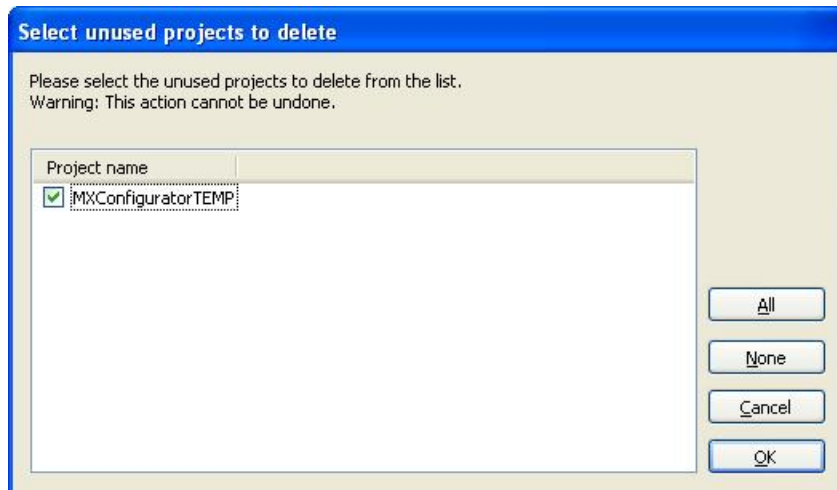 Select unused projects to delete
Please select the unused projects to delete from the list.
Warning: This action cannot be undone.
Project name
MXConfiguratorTEMP
All
None
Cancel
OK